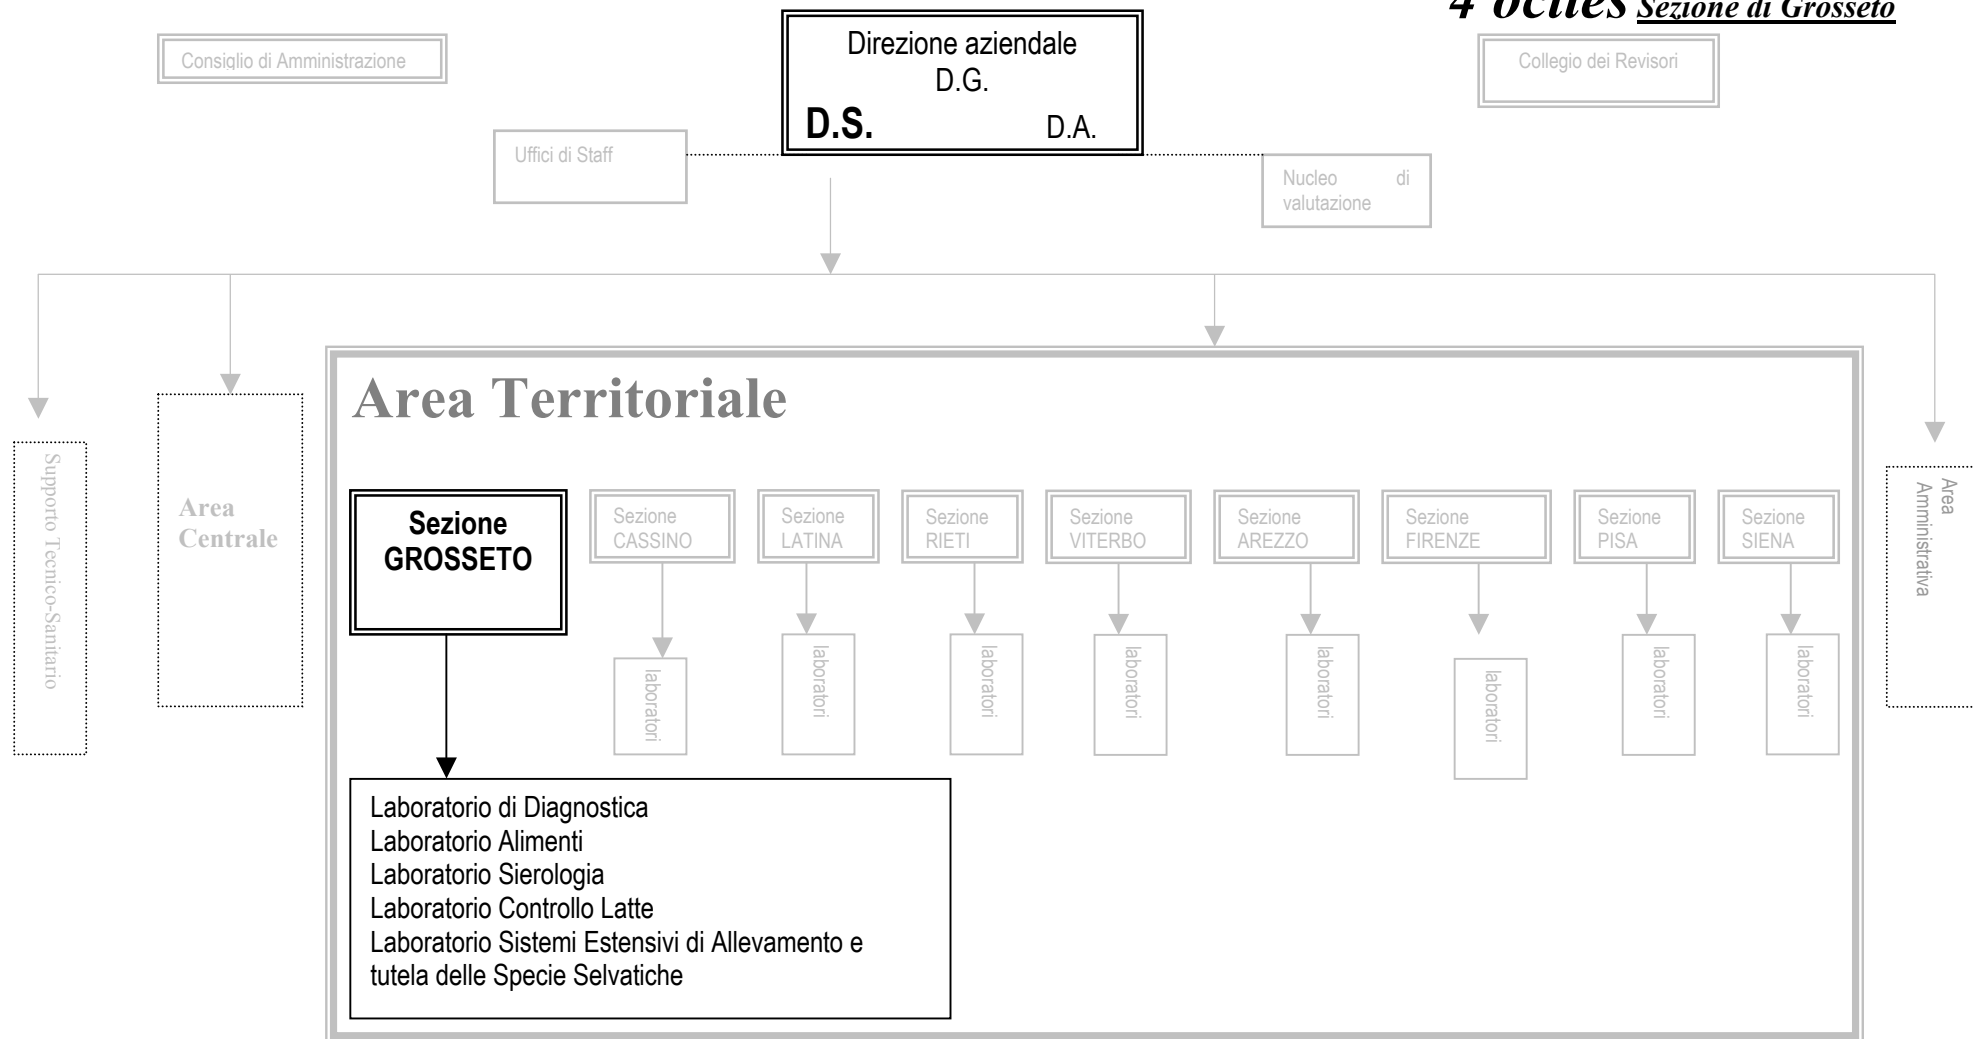 4 octies Sezione di Grosseto
Consiglio di Amministrazione
Direzione aziendale
D.G.
D.S. D.A.
Collegio dei Revisori
Uffici di Staff
Nucleo di
valutazione
Supporto Tecnico-Sanitario
Area
Centrale
Area Territoriale
Sezione
GROSSETO
Sezione
CASSINO
Sezione
LATINA
Sezione
RIETI
Sezione
VITERBO
Sezione
AREZZO
Sezione
FIRENZE
Sezione
PISA
Sezione
SIENA
Area
Amministrativa
laboratori
laboratori
laboratori
laboratori
laboratori
laboratori
laboratori
laboratori
Laboratorio di Diagnostica
Laboratorio Alimenti
Laboratorio Sierologia
Laboratorio Controllo Latte
Laboratorio Sistemi Estensivi di Allevamento e
tutela delle Specie Selvatiche